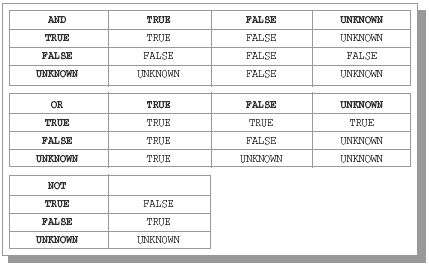 AND TRUE FALSE UNKNOWN
TRUE TRUE FALSE UNKNOWN
FALSE FALSE FALSE FALSE
UNKNOWN UNKNOWN FALSE UNKNOWN
OR TRUE FALSE UNKNOWN
TRUE TRUE TRUE TRUE
FALSE TRUE FALSE UNKNOWN
UNKNOWN TRUE UNKNOWN UNKNOWN
NOT
TRUE FALSE
FALSE TRUE
UNKNOWN UNKNOWN